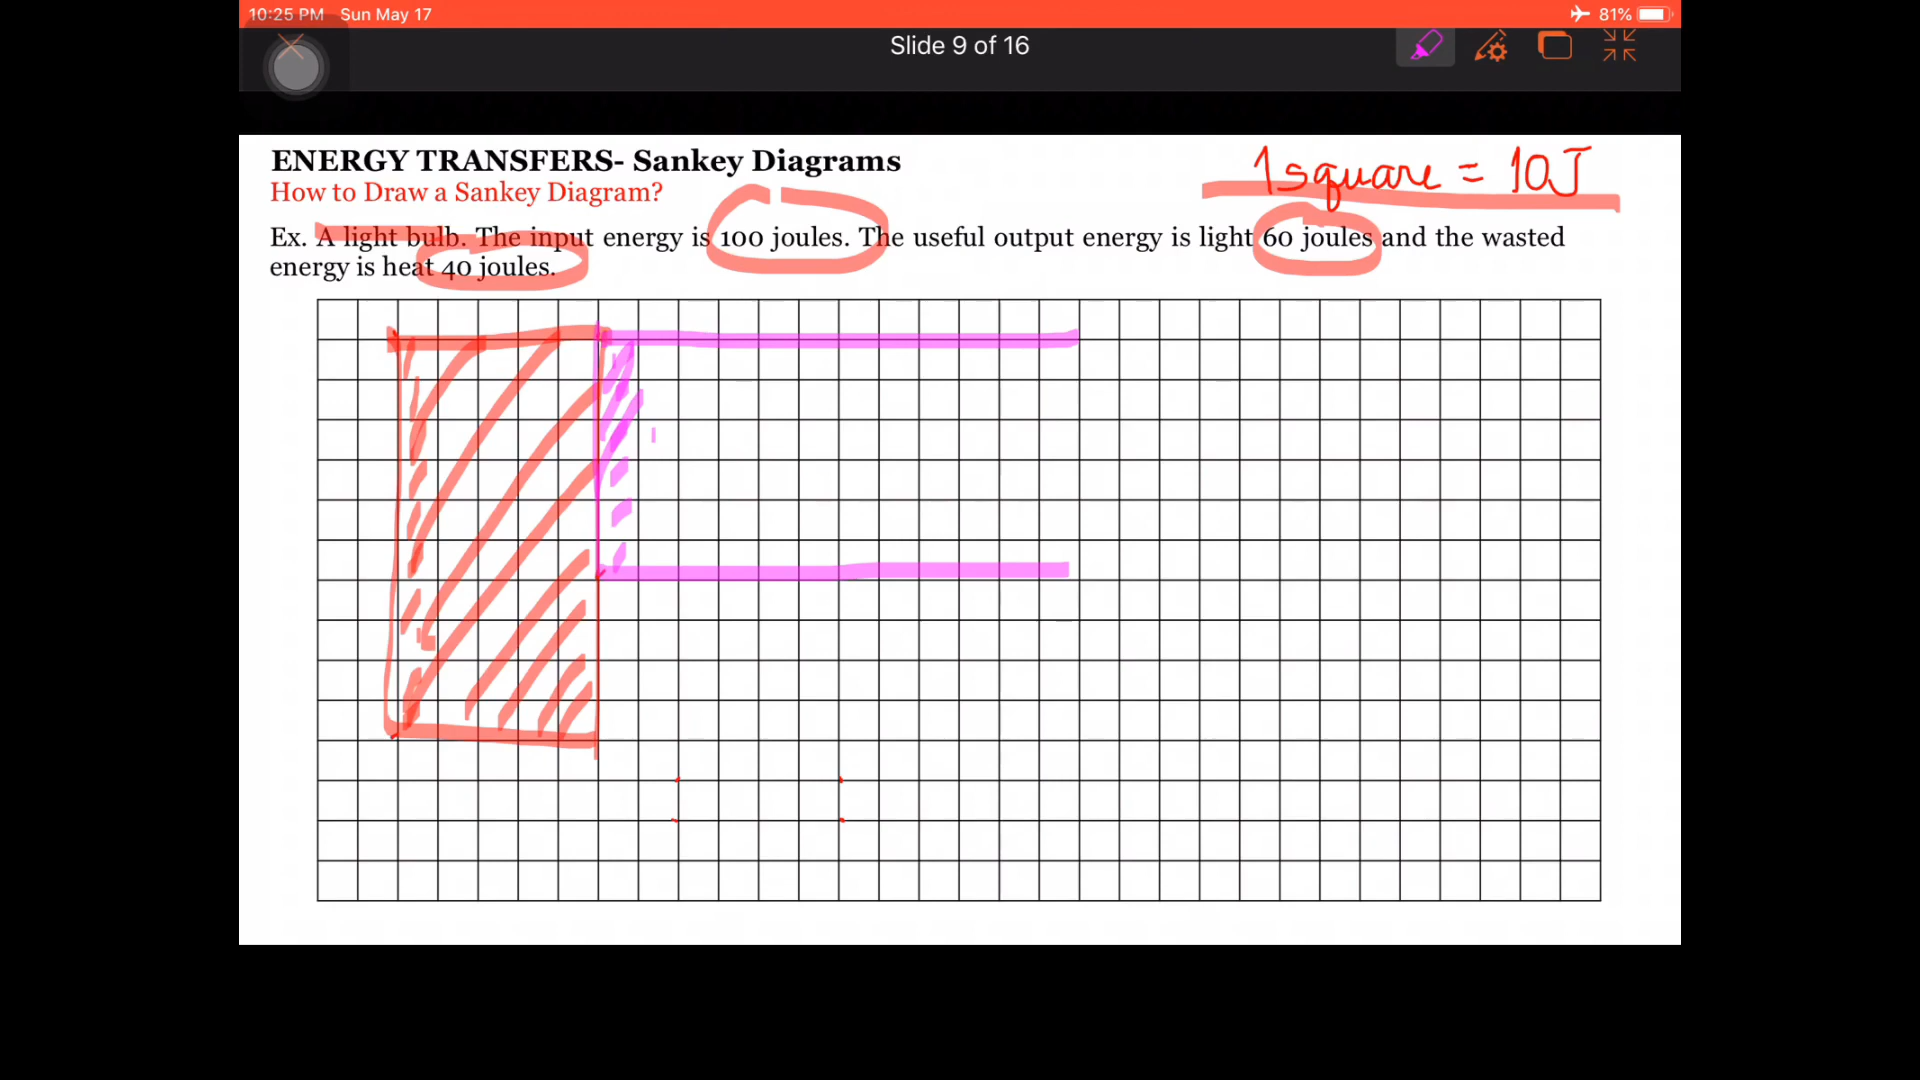 10:25 PM Sun May 17
81%
Slide 9 of 16
ENERGY TRANSFERS- Sankey Diagrams
1 square = 10J
How to Draw a Sankey Diagram?
Ex. A light bulb. The input energy is 100 joules. The useful output energy is light 60 joules and the wasted
energy is heat 40 joules.